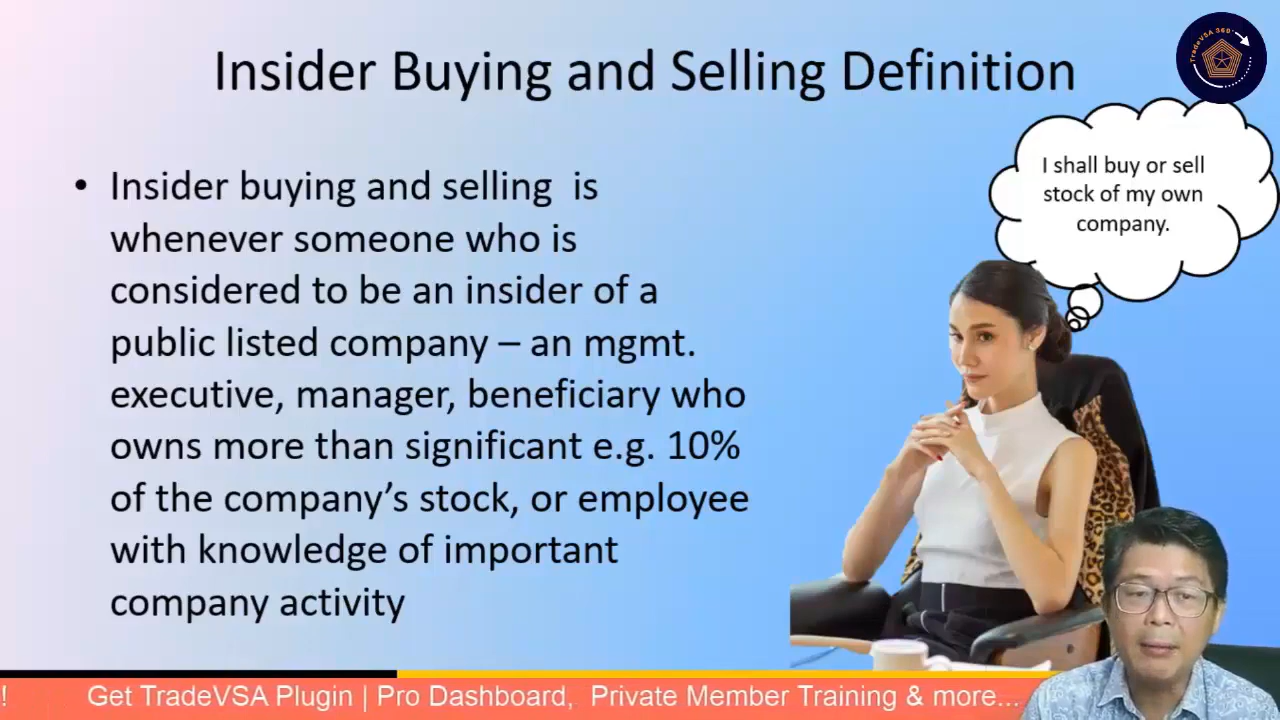 Insider Buying and Selling Definition
TradeVSA 360°
I shall buy or sell
stock of my own
company.
• Insider buying and selling  is
whenever someone who is
considered to be an insider of a
public listed company – an mgmt.
executive, manager, beneficiary who
owns more than significant e.g. 10%
of the company’s stock, or employee
with knowledge of important
company activity
! Get TradeVSA Plugin | Pro Dashboard,  Private Member Training & more...